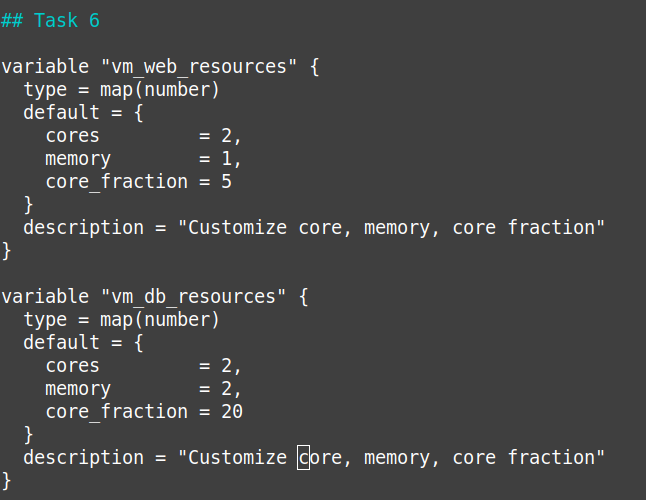 ## Task 6
variable "vm_web_resources" {
  type = map(number)
  default = {
    cores         = 2,
    memory        = 1,
    core_fraction = 5
  }
  description = "Customize core, memory, core fraction"
}
variable "vm_db_resources" {
  type = map(number)
  default = {
    cores         = 2,
    memory        = 2,
    core_fraction = 20
  }
  description = "Customize core, memory, core fraction"
}